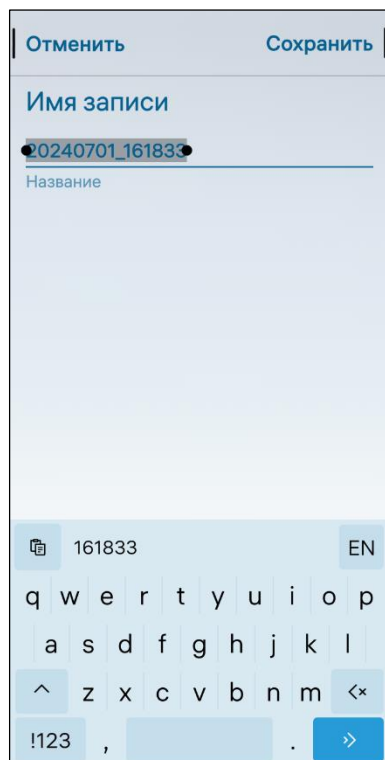 Отменить Сохранить
Имя записи
20240701_161833
Название
161833 EN
q w e r t y u i o p
a s d f g h j k l
z x c v b n m
!123 , .